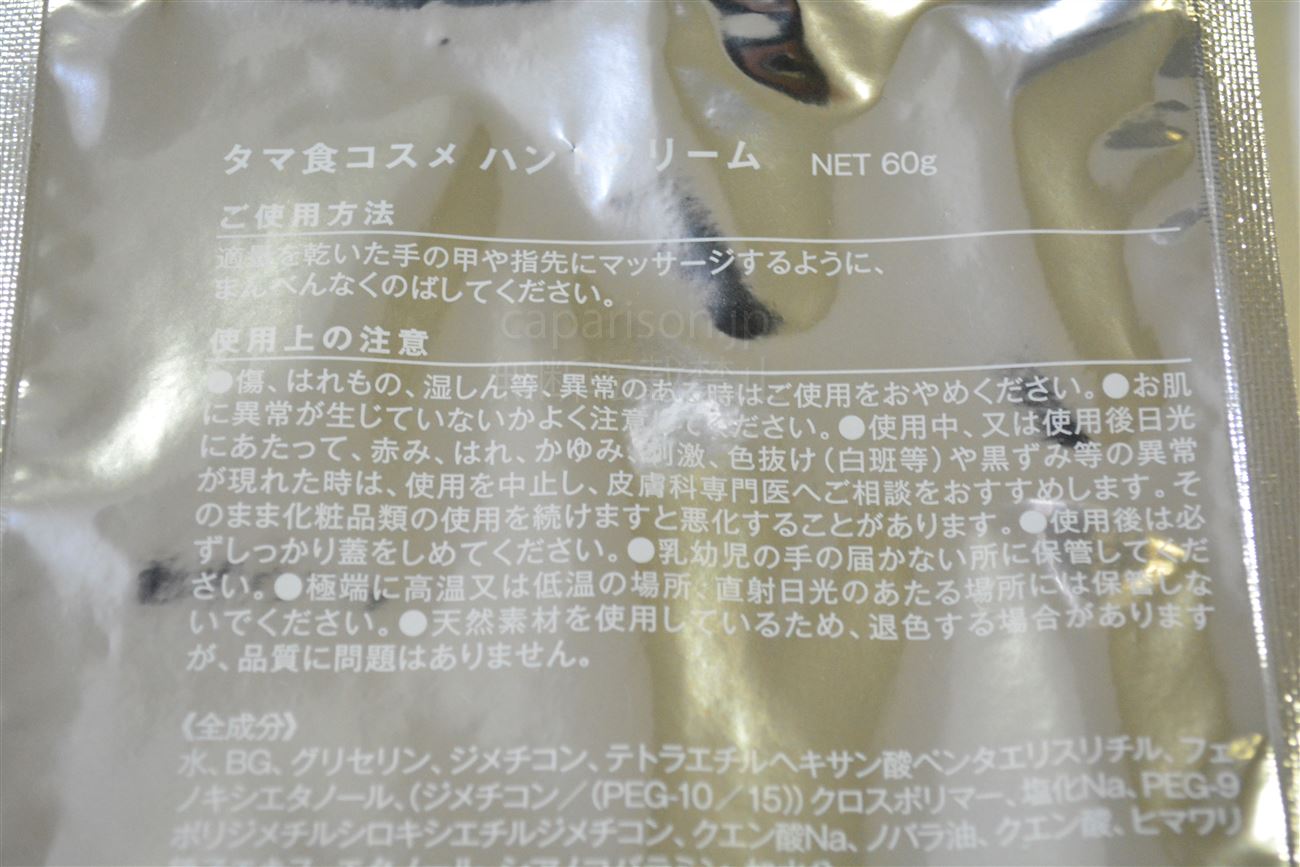 タマ食コスメ ハンドクリーム NET 60g
ご使用方法
適量を乾いた手の甲や指先にマッサージするように、
まんべんなくのばしてください。
caparison.jp
使用上の注意
●傷、はれもの、湿しん等、異常のある時はご使用をおやめください。●お肌
に異常が生じていないかよく注意してください。●使用中、又は使用後日光
にあたって、赤み、はれ、かゆみ、刺激、色抜け(白斑等)や黒ずみ等の異常
が現れた時は、使用を中止し、皮膚科専門医へご相談をおすすめします。そ
のまま化粧品類の使用を続けますと悪化することがあります。●使用後は必
ずしっかり蓋をしめてください。●乳幼児の手の届かない所に保管してくだ
さい。●極端に高温又は低温の場所、直射日光のあたる場所には保管しな
いでください。●天然素材を使用しているため、退色する場合があります
が、品質に問題はありません。
《全成分》
水、BG、グリセリン、ジメチコン、テトラエチルヘキサン酸ペンタエリスリチル、フェ
ノキシエタノール、(ジメチコン/(PEG-10/15))クロスポリマー、塩化Na、PEG-9
ポリジメチルシロキシエチルジメチコン、クエン酸Na、ノバラ油、クエン酸、ヒマワリ